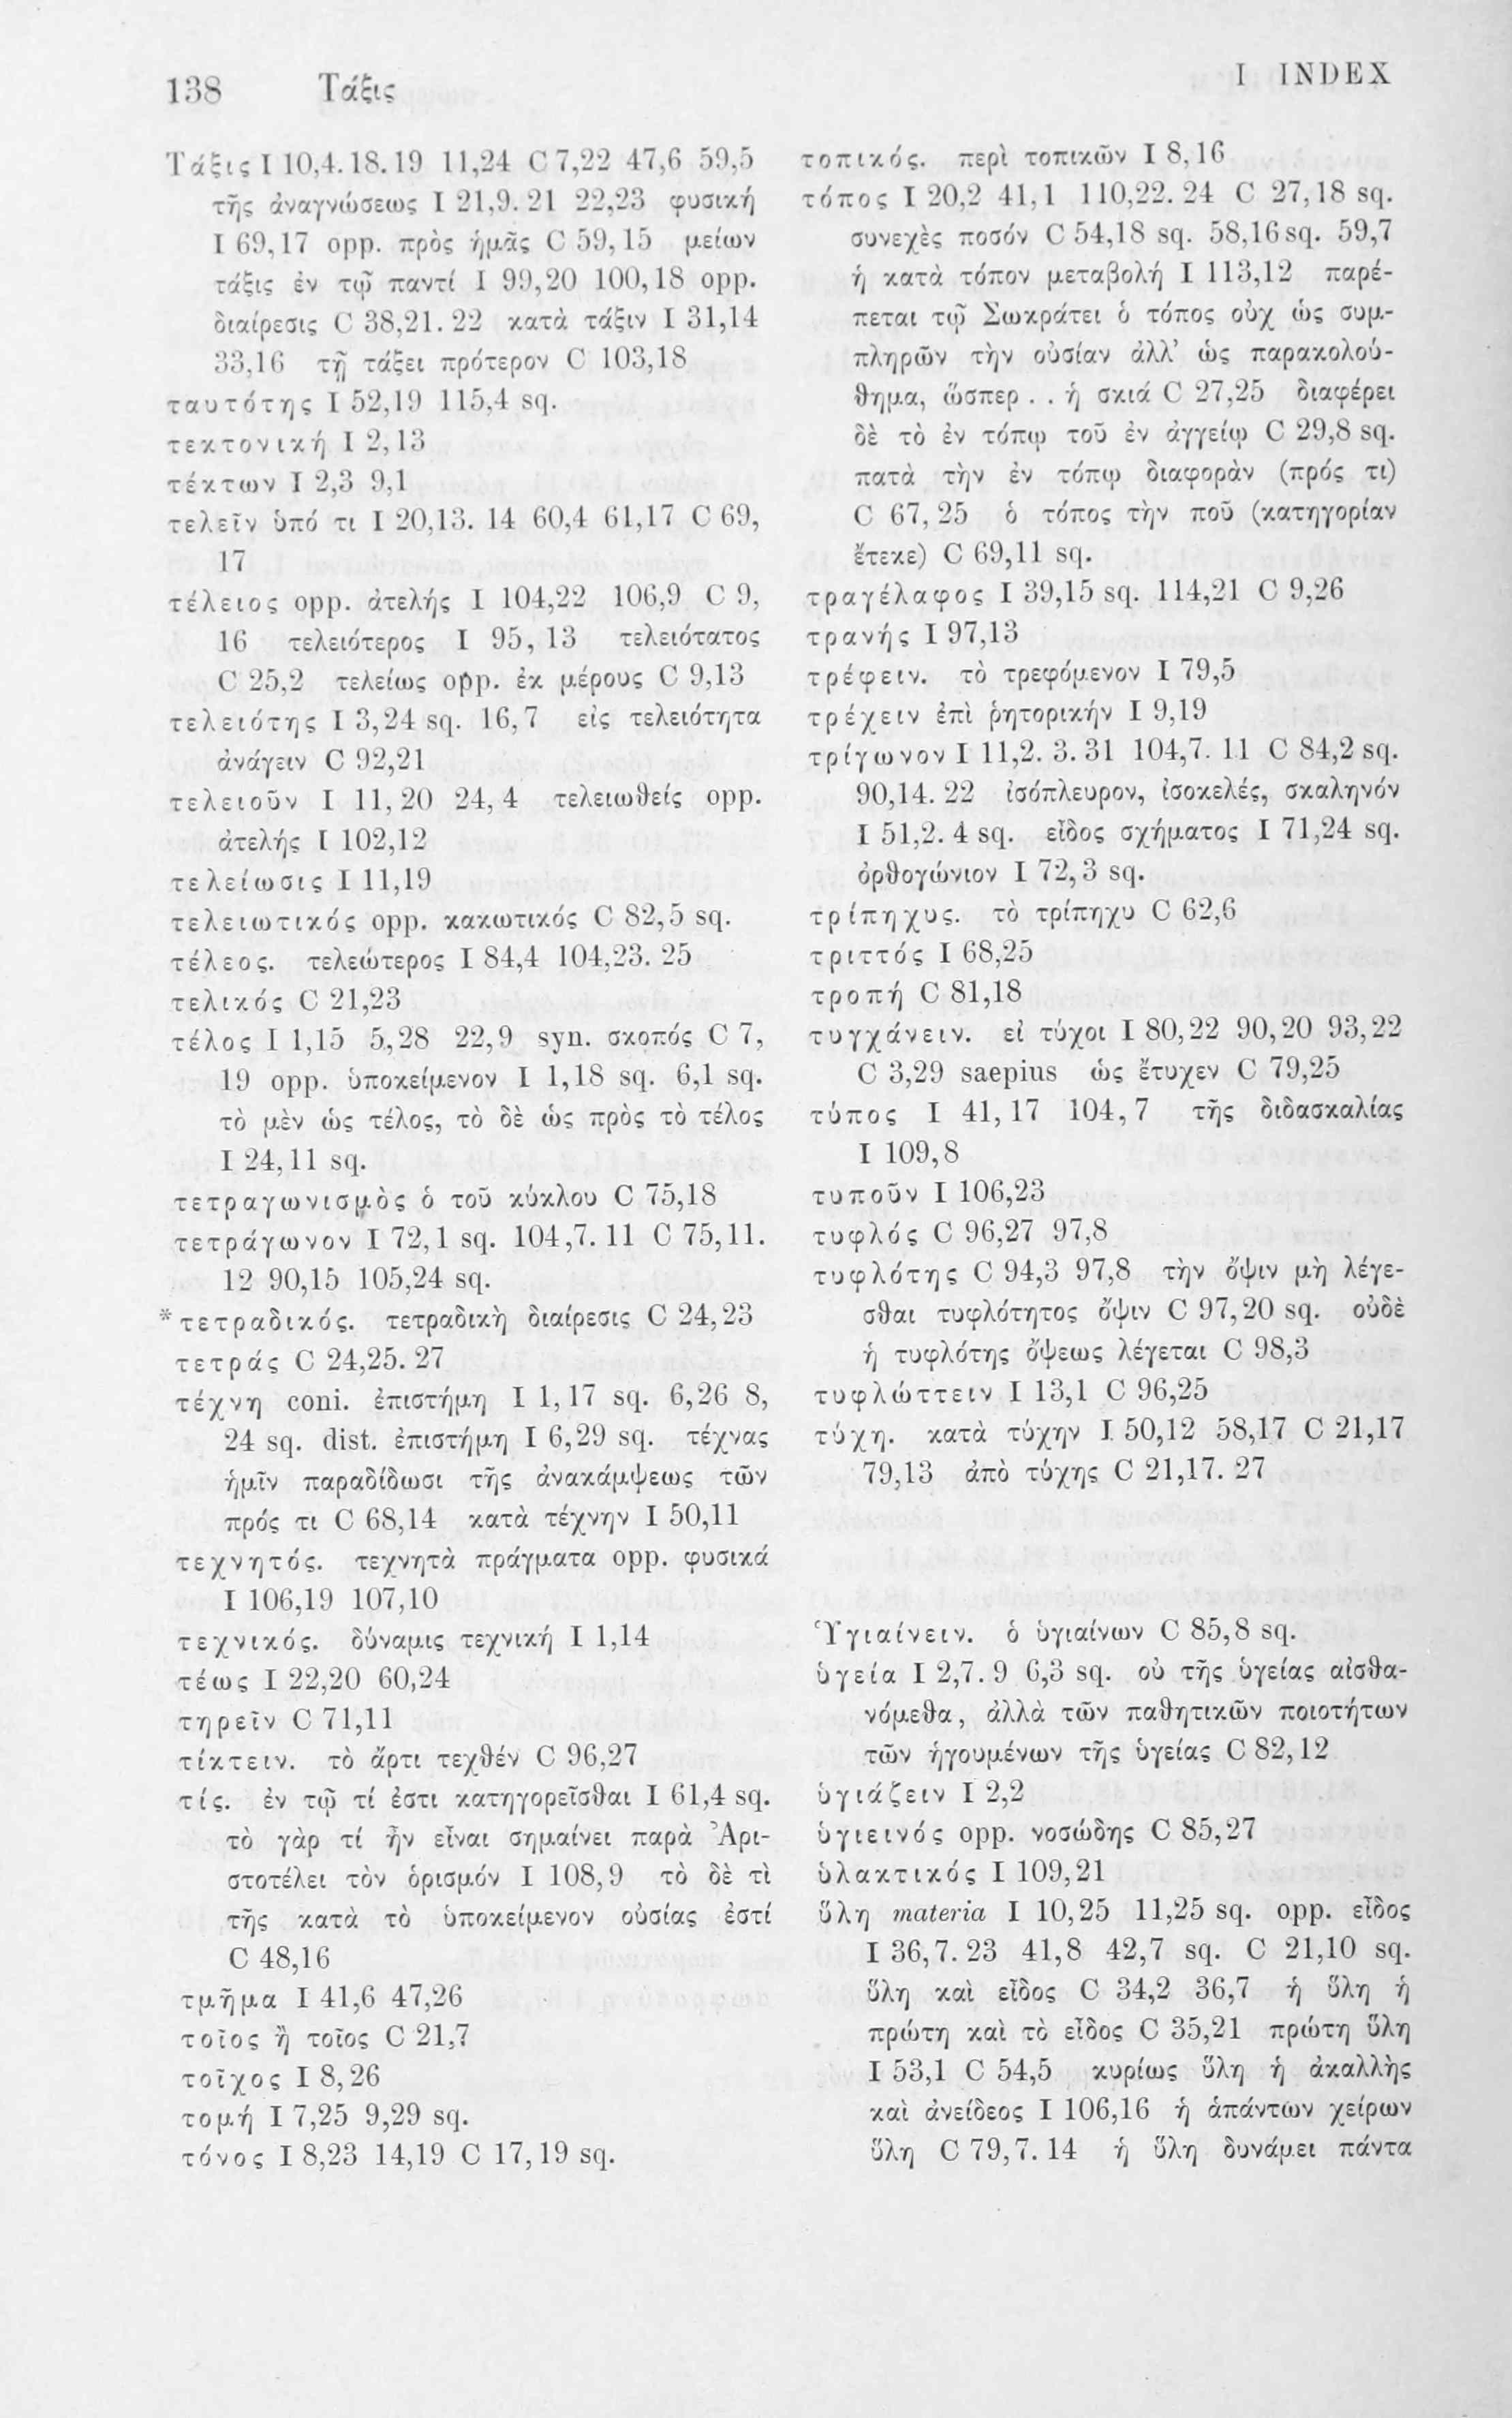 138 Τάξις I INDEX
Τάξις I 10,4. 18. 19 11,24 C 7,22 47,6 59,5
τῆς ἀναγνώσεως I 21,9. 21 22,23 φυσική
I 69,17 opp. πρὸς ἡμᾶς C 59,15 μείων
τάξις ἐν τῷ παντί I 99,20 100,18 opp.
διαίρεσις C 38,21. 22 κατὰ τάξιν I 31,14
33,16 τῇ τάξει πρότερον C 103,18
ταυτότης I 52,19 115,4 sq.
τεκτονική I 2,13
τέκτων I 2,3 9,1
τελεῖν ὑπό τι I 20,13. 14 60,4 61,17 C 69,
17
τέλειος opp. ἀτελής I 104,22 106,9 C 9,
16 τελειότερος I 95,13 τελειότατος
C 25,2 τελείως opp. ἐκ μέρους C 9,13
τελειότης I 3,24 sq. 16,7 εἰς τελειότητα
ἀνάγειν C 92,21
τελειοῦν I 11,20 24,4 τελειωθείς opp.
ἀτελής I 102,12
τελείωσις I 11,19
τελειωτικός opp. κακωτικός C 82,5 sq.
τέλεος. τελεώτερος I 84,4 104,23. 25
τελικός C 21,23
τέλος I 1,15 5,28 22,9 syn. σκοπός C 7,
19 opp. ὑποκείμενον I 1,18 sq. 6,1 sq.
τὸ μὲν ὡς τέλος, τὸ δὲ ὡς πρὸς τὸ τέλος
I 24,11 sq.
τετραγωνισμὸς ὁ τοῦ κύκλου C 75,18
τετράγωνον I 72,1 sq. 104,7. 11 C 75,11.
12 90,15 105,24 sq.
*τετραδικός. τετραδικὴ διαίρεσις C 24,23
τετράς C 24,25. 27
τέχνη coni. ἐπιστήμη I 1,17 sq. 6,26 8,
24 sq. dist. ἐπιστήμη I 6,29 sq. τέχνας
ἡμῖν παραδίδωσι τῆς ἀνακάμψεως τῶν
πρός τι C 68,14 κατὰ τέχνην I 50,11
τεχνητός. τεχνητὰ πράγματα opp. φυσικά
I 106,19 107,10
τεχνικός. δύναμις τεχνική I 1,14
τέως I 22,20 60,24
τηρεῖν C 71,11
τίκτειν. τὸ ἄρτι τεχθέν C 96,27
τίς. ἐν τῷ τί ἐστι κατηγορεῖσθαι I 61,4 sq.
τὸ γὰρ τί ἦν εἶναι σημαίνει παρὰ Ἀρι-
στοτέλει τὸν ὁρισμόν I 108,9 τὸ δὲ τὶ
τῆς κατὰ τὸ ὑποκείμενον οὐσίας ἐστί
C 48,16
τμῆμα I 41,6 47,26
τοῖος ἢ τοῖος C 21,7
τοῖχος I 8,26
τομή I 7,25 9,29 sq.
τόνος I 8,23 14,19 C 17,19 sq.
τοπικός. περὶ τοπικῶν I 8,16
τόπος I 20,2 41,1 110,22. 24 C 27,18 sq.
συνεχὲς ποσόν C 54,18 sq. 58,16 sq. 59,7
ἡ κατὰ τόπον μεταβολή I 113,12 παρέ-
πεται τῷ Σωκράτει ὁ τόπος οὐχ ὡς συμ-
πληρῶν τὴν οὐσίαν ἀλλ’ ὡς παρακολού-
θημα, ὥσπερ . . ἡ σκιά C 27,25 διαφέρει
δὲ τὸ ἐν τόπῳ τοῦ ἐν ἀγγείῳ C 29,8 sq.
πατὰ τὴν ἐν τόπῳ διαφορὰν (πρός τι)
C 67,25 ὁ τόπος τὴν ποῦ (κατηγορίαν
ἔτεκε) C 69,11 sq.
τραγέλαφος I 39,15 sq. 114,21 C 9,26
τρανής I 97,13
τρέφειν. τὸ τρεφόμενον I 79,5
τρέχειν ἐπὶ ῥητορικήν I 9,19
τρίγωνον I 11,2. 3. 31 104,7. 11 C 84,2 sq.
90,14. 22 ἰσόπλευρον, ἰσοκελές, σκαληνόν
I 51,2. 4 sq. εἶδος σχήματος I 71,24 sq.
ὀρθογώνιον I 72,3 sq.
τρίπηχυς. τὸ τρίπηχυ C 62,6
τριττός I 68,25
τροπή C 81,18
τυγχάνειν. εἰ τύχοι I 80,22 90,20 93,22
C 3,29 saepius ὡς ἔτυχεν C 79,25
τύπος I 41,17 104,7 τῆς διδασκαλίας
I 109,8
τυποῦν I 106,23
τυφλός C 96,27 97,8
τυφλότης C 94,3 97,8 τὴν ὄψιν μὴ λέγε-
σθαι τυφλότητος ὄψιν C 97,20 sq. οὐδὲ
ἡ τυφλότης ὄψεως λέγεται C 98,3
τυφλώττειν I 13,1 C 96,25
τύχη. κατὰ τύχην I 50,12 58,17 C 21,17
79,13 ἀπὸ τύχης C 21,17. 27
Ὑγιαίνειν. ὁ ὑγιαίνων C 85,8 sq.
ὑγεία I 2,7. 9 6,3 sq. οὐ τῆς ὑγείας αἰσθα-
νόμεθα, ἀλλὰ τῶν παθητικῶν ποιοτήτων
τῶν ἡγουμένων τῆς ὑγείας C 82,12
ὑγιάζειν I 2,2
ὑγιεινός opp. νοσώδης C 85,27
ὑλακτικός I 109,21
ὕλη materia I 10,25 11,25 sq. opp. εἶδος
I 36,7. 23 41,8 42,7 sq. C 21,10 sq.
ὕλη καὶ εἶδος C 34,2 36,7 ἡ ὕλη ἡ
πρώτη καὶ τὸ εἶδος C 35,21 πρώτη ὕλη
I 53,1 C 54,5 κυρίως ὕλη ἡ ἀκαλλὴς
καὶ ἀνείδεος I 106,16 ἡ ἁπάντων χείρων
ὕλη C 79,7. 14 ἡ ὕλη δυνάμει πάντα